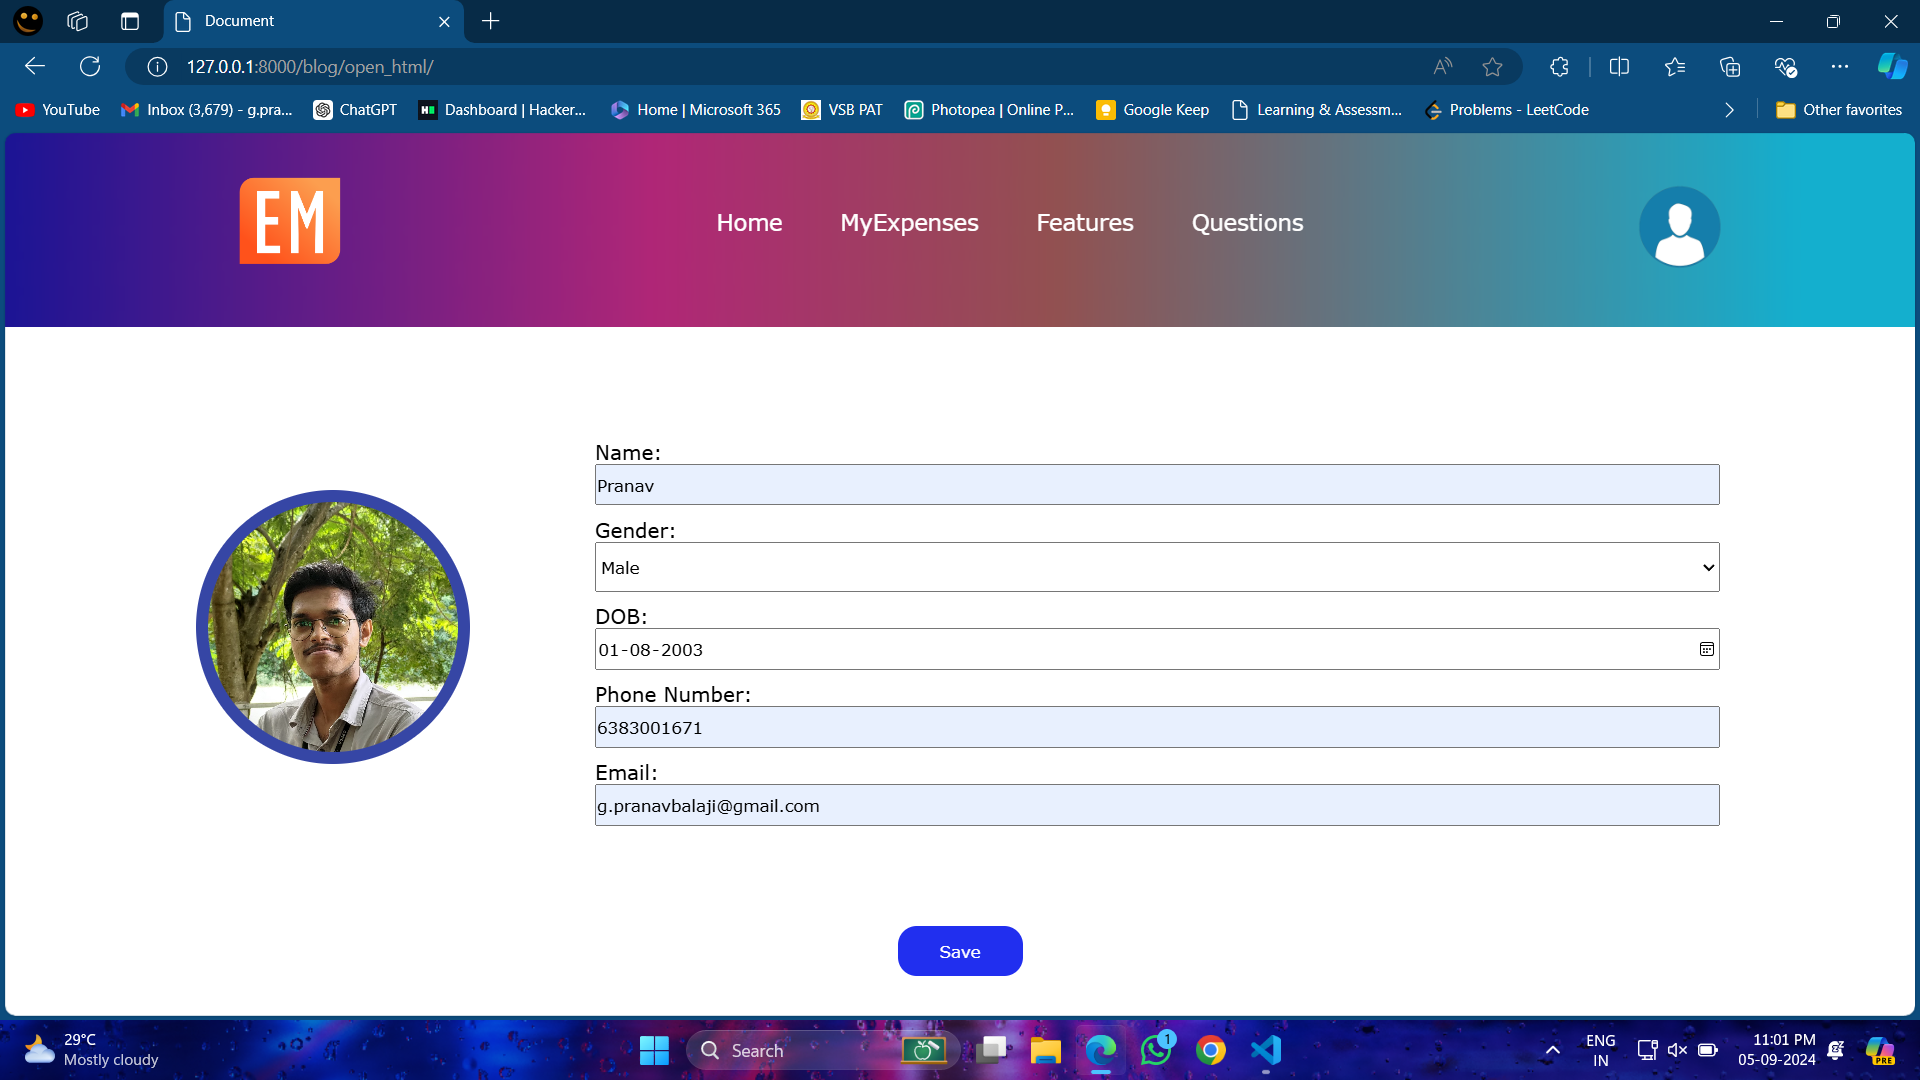 Document
127.0.0.1:8000/blog/open_html/
YouTube
Inbox (3,679) - g.pra...
ChatGPT
Dashboard | Hacker...
Home | Microsoft 365
VSB PAT
Photopea | Online P...
Google Keep
Learning & Assessm...
Problems - LeetCode
Other favorites
EM
Home
MyExpenses
Features
Questions
Name:
Pranav
Gender:
Male
DOB:
01-08-2003
Phone Number:
6383001671
Email:
g.pranavbalaji@gmail.com
Save
29°C
Mostly cloudy
Search
1
ENG
IN
11:01 PM
05-09-2024
PRE